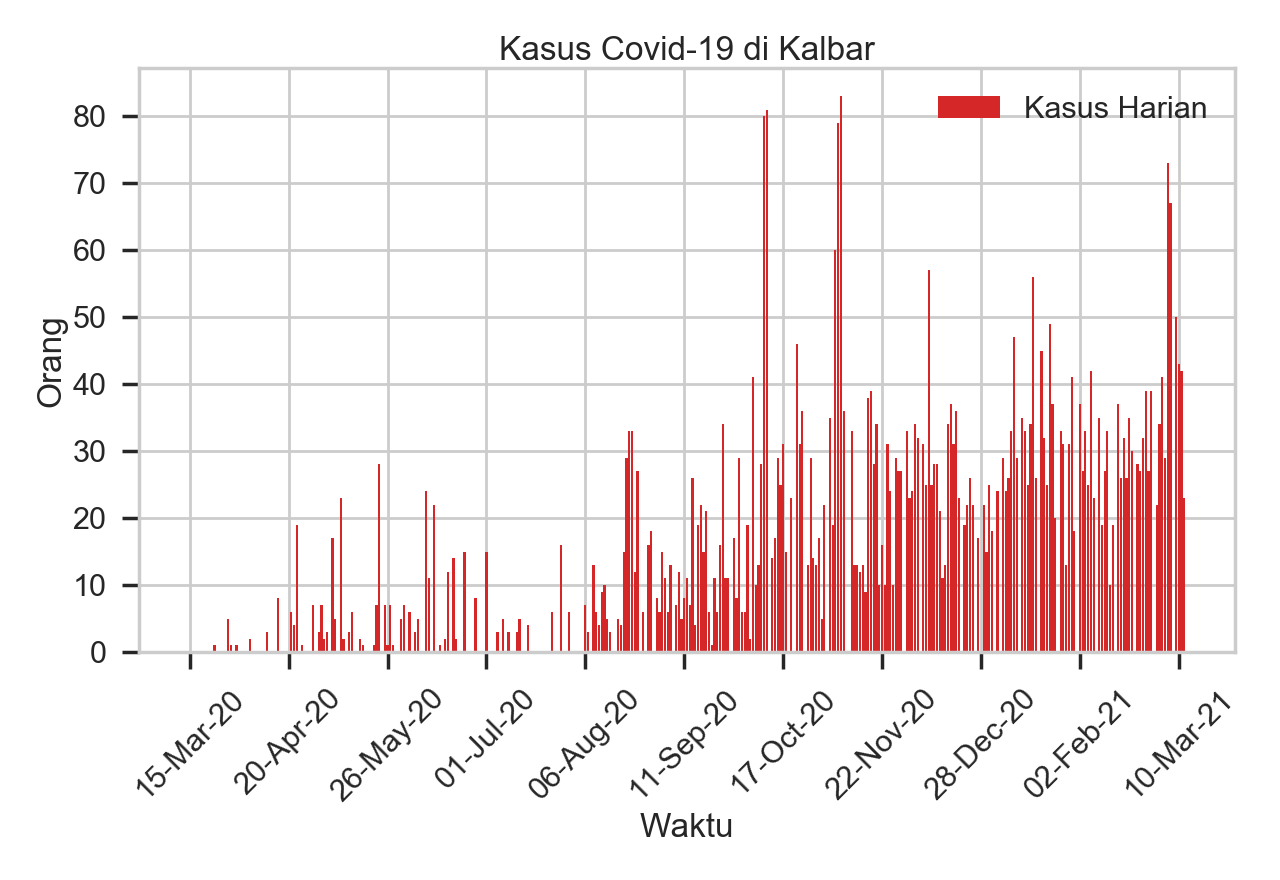 Kasus Covid-19 di Kalbar
Kasus Harian
Orang
80
70
60
50
40
30
20
10
0
15-Mar-20
20-Apr-20
26-May-20
01-Jul-20
06-Aug-20
11-Sep-20
17-Oct-20
22-Nov-20
28-Dec-20
02-Feb-21
10-Mar-21
Waktu